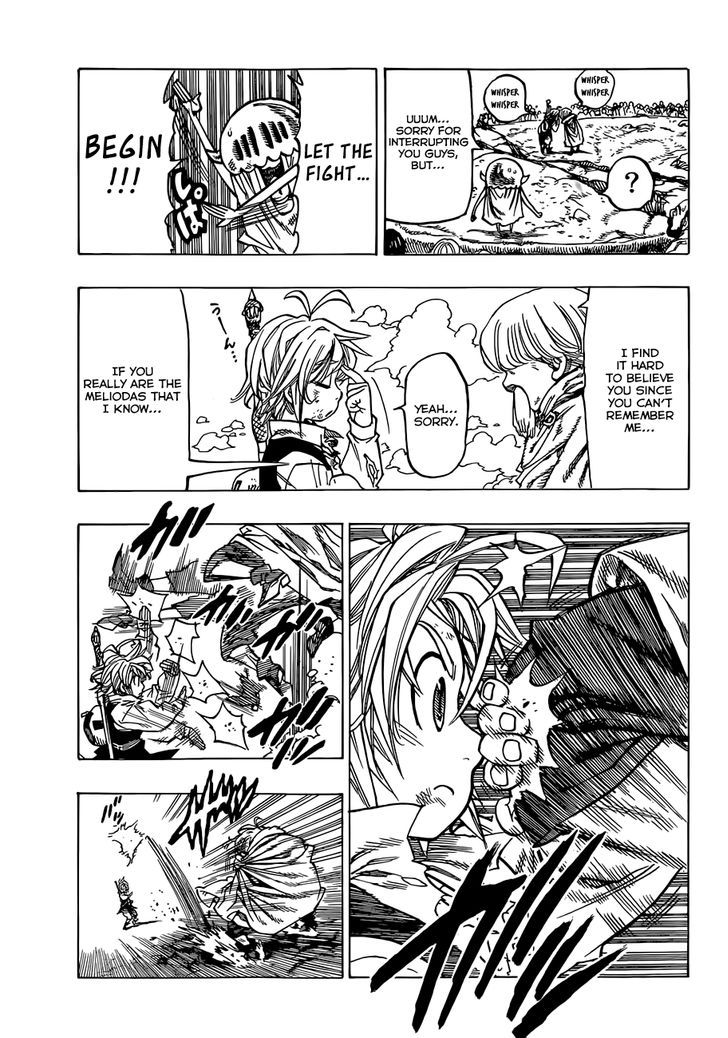 WHISPER
WHISPER
WHISPER
WHISPER
UUUM...
SORRY FOR
INTERRUPTING
YOU GUYS,
BUT...
?
LET THE
FIGHT...
BEGIN
!!!
I FIND
IT HARD
TO BELIEVE
YOU SINCE
YOU CAN'T
REMEMBER
ME...
YEAH...
SORRY.
うーん…
IF YOU
REALLY ARE THE
MELIODAS THAT
I KNOW...